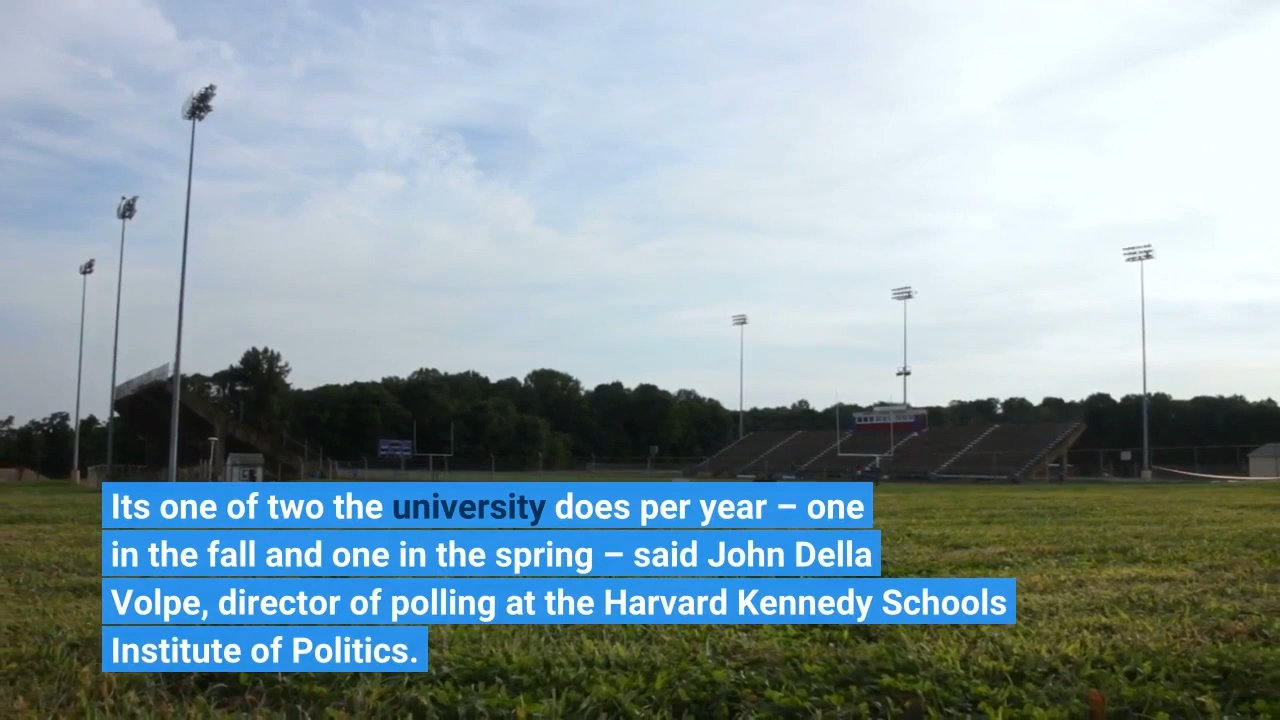 Its one of two the university does per year – one
in the fall and one in the spring – said John Della
Volpe, director of polling at the Harvard Kennedy Schools
Institute of Politics.